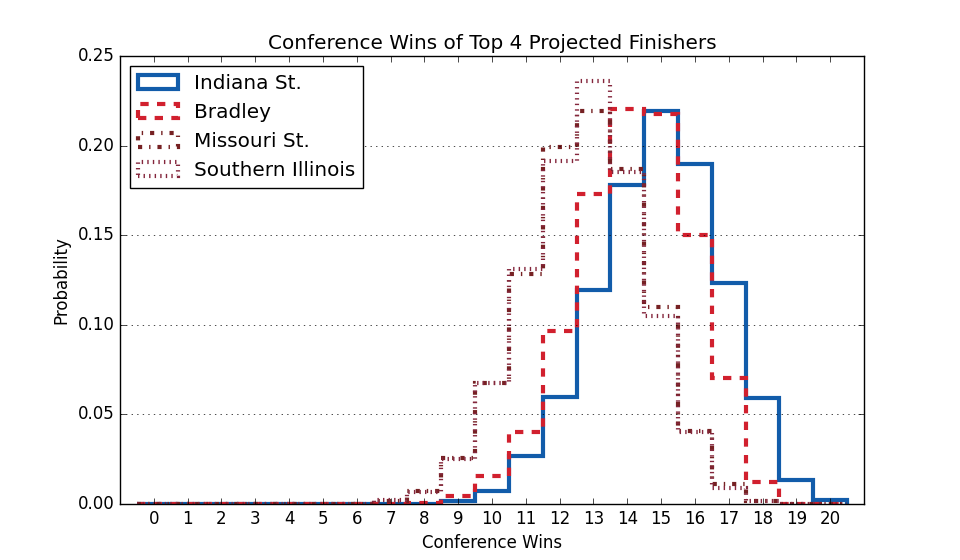 Conference Wins of Top 4 Projected Finishers
0.25
0.20
0.15
0.10
0.05
0.00
Probability
Indiana St.
Bradley
Missouri St.
Southern Illinois
0 1 2 3 4 5 6 7 8 9 10 11 12 13 14 15 16 17 18 19 20
Conference Wins